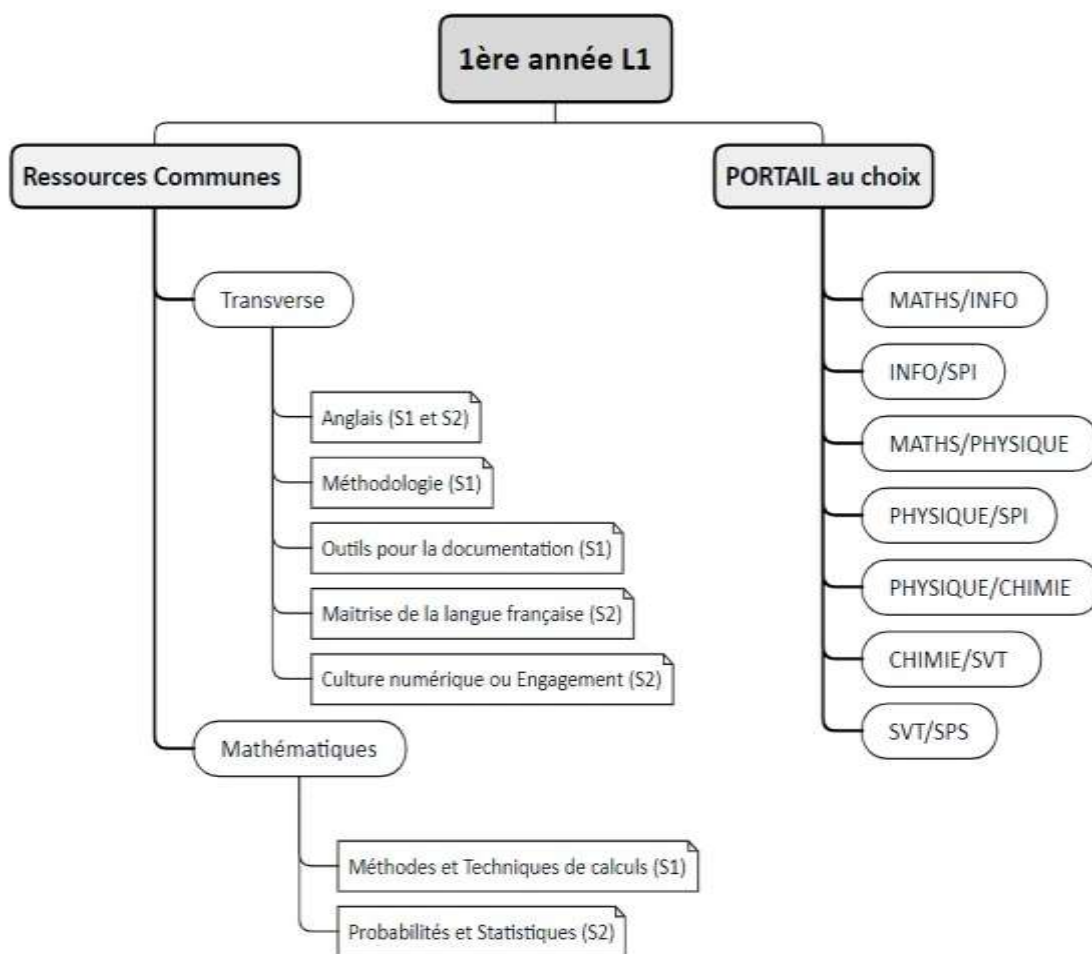 1ère année L1
Ressources Communes
Transverse
Anglais (S1 et S2)
Méthodologie (S1)
Outils pour la documentation (S1)
Maitrise de la langue française (S2)
Culture numérique ou Engagement (S2)
Mathématiques
Méthodes et Techniques de calculs (S1)
Probabilités et Statistiques (S2)
PORTAIL au choix
MATHS/INFO
INFO/SPI
MATHS/PHYSIQUE
PHYSIQUE/SPI
PHYSIQUE/CHIMIE
CHIMIE/SVT
SVT/SPS